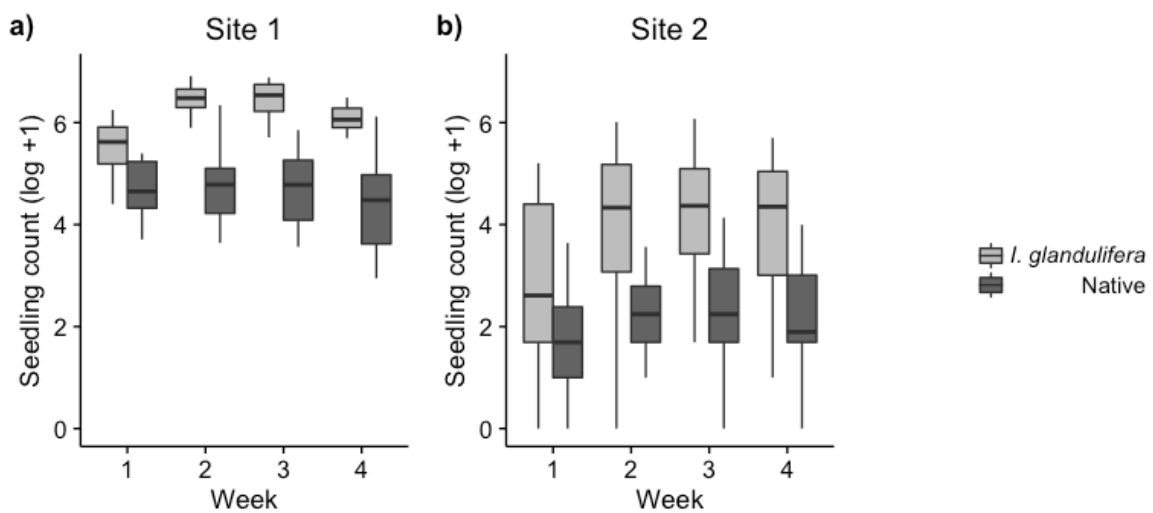 a)
Site 1
Seedling count (log +1)
6
4
2
0
1 2 3 4
Week
b)
Site 2
Seedling count (log +1)
6
4
2
0
1 2 3 4
Week
I. glandulifera
Native